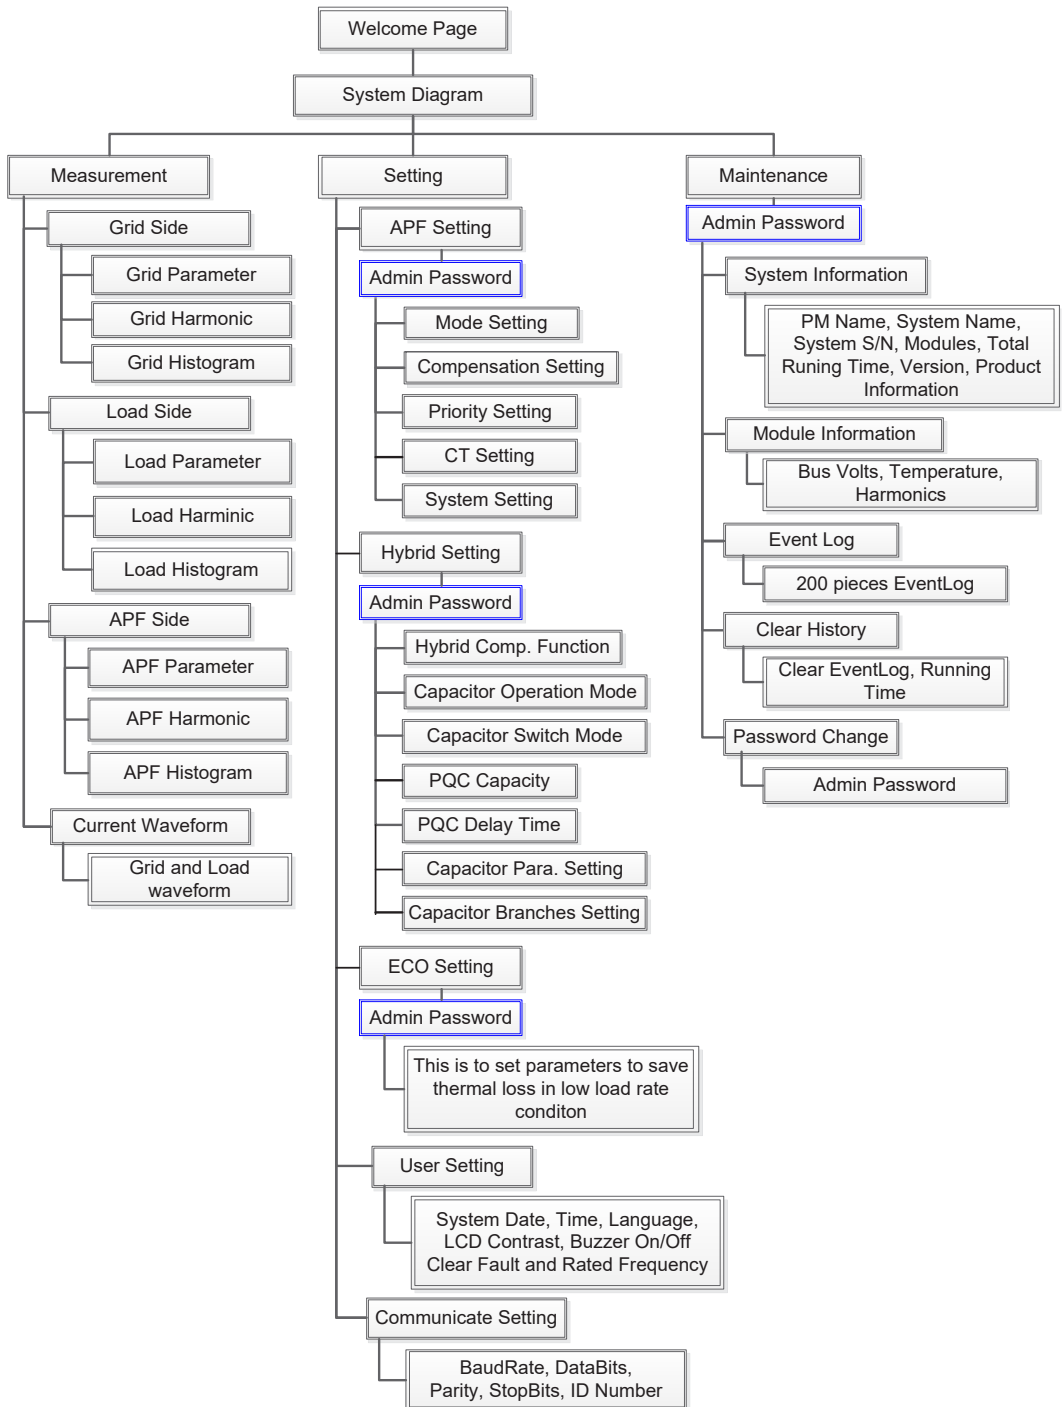 Welcome Page
System Diagram
Measurement
Grid Side
Grid Parameter
Grid Harmonic
Grid Histogram
Load Side
Load Parameter
Load Harminic
Load Histogram
APF Side
APF Parameter
APF Harmonic
APF Histogram
Current Waveform
Grid and Load
waveform
Setting
APF Setting
Admin Password
Mode Setting
Compensation Setting
Priority Setting
CT Setting
System Setting
Hybrid Setting
Admin Password
Hybrid Comp. Function
Capacitor Operation Mode
Capacitor Switch Mode
PQC Capacity
PQC Delay Time
Capacitor Para. Setting
Capacitor Branches Setting
ECO Setting
Admin Password
This is to set parameters to save
thermal loss in low load rate
conditon
User Setting
System Date, Time, Language,
LCD Contrast, Buzzer On/Off
Clear Fault and Rated Frequency
Communicate Setting
BaudRate, DataBits,
Parity, StopBits, ID Number
Maintenance
Admin Password
System Information
PM Name, System Name,
System S/N, Modules, Total
Runing Time, Version, Product
Information
Module Information
Bus Volts, Temperature,
Harmonics
Event Log
200 pieces EventLog
Clear History
Clear EventLog, Running
Time
Password Change
Admin Password